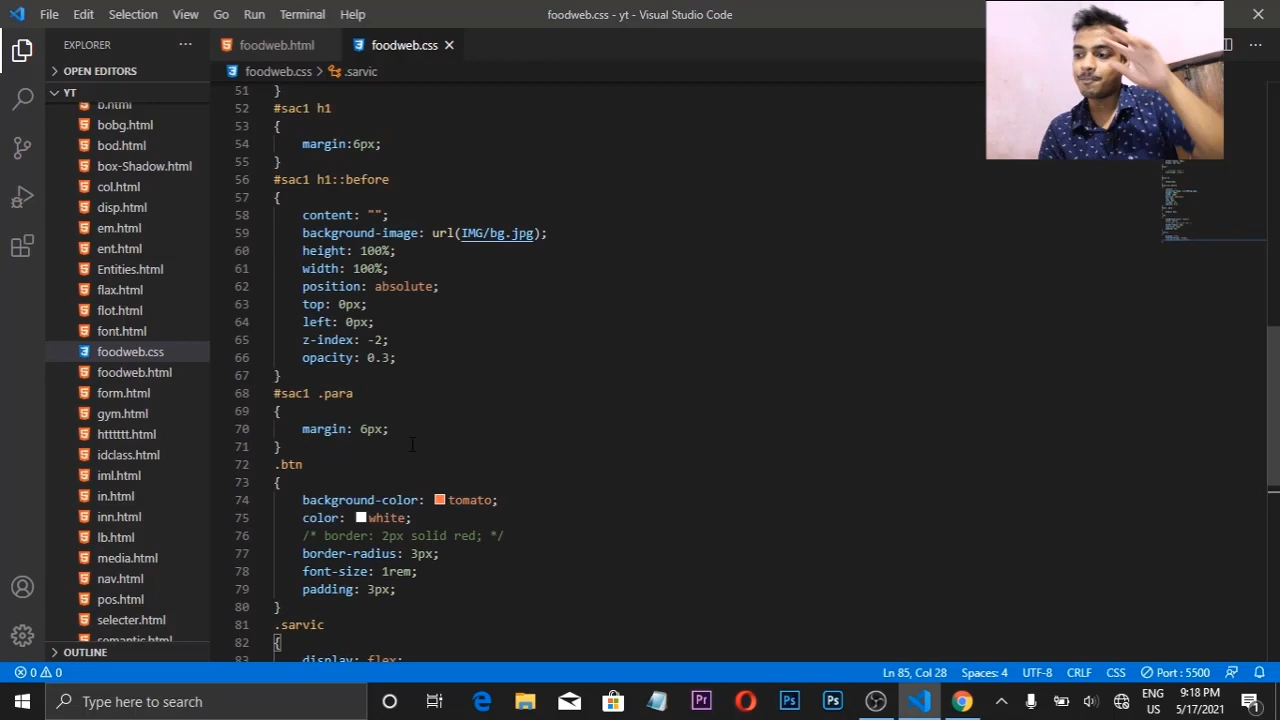 File Edit Selection View Go Run Terminal Help
foodweb.css - yt - Visual Studio Code
EXPLORER
foodweb.html
foodweb.css
OPEN EDITORS
foodweb.css > .sarvic
YT
b.html
bobg.html
bod.html
box-Shadow.html
col.html
disp.html
em.html
ent.html
Entities.html
flax.html
flot.html
font.html
foodweb.css
foodweb.html
form.html
gym.html
htttttt.html
idclass.html
iml.html
in.html
inn.html
lb.html
media.html
nav.html
pos.html
selecter.html
semantic.html
OUTLINE
51 }
52 #sac1 h1
53 {
54 margin:6px;
55 }
56 #sac1 h1::before
57 {
58 content: "";
59 background-image: url(IMG/bg.jpg);
60 height: 100%;
61 width: 100%;
62 position: absolute;
63 top: 0px;
64 left: 0px;
65 z-index: -2;
66 opacity: 0.3;
67 }
68 #sac1 .para
69 {
70 margin: 6px;
71 }
72 .btn
73 {
74 background-color: tomato;
75 color: white;
76 /* border: 2px solid red; */
77 border-radius: 3px;
78 font-size: 1rem;
79 padding: 3px;
80 }
81 .sarvic
82 {
83 display: flex;
0 0
Ln 85, Col 28 Spaces: 4 UTF-8 CRLF CSS Port : 5500
Type here to search
ENG
US
9:18 PM
5/17/2021